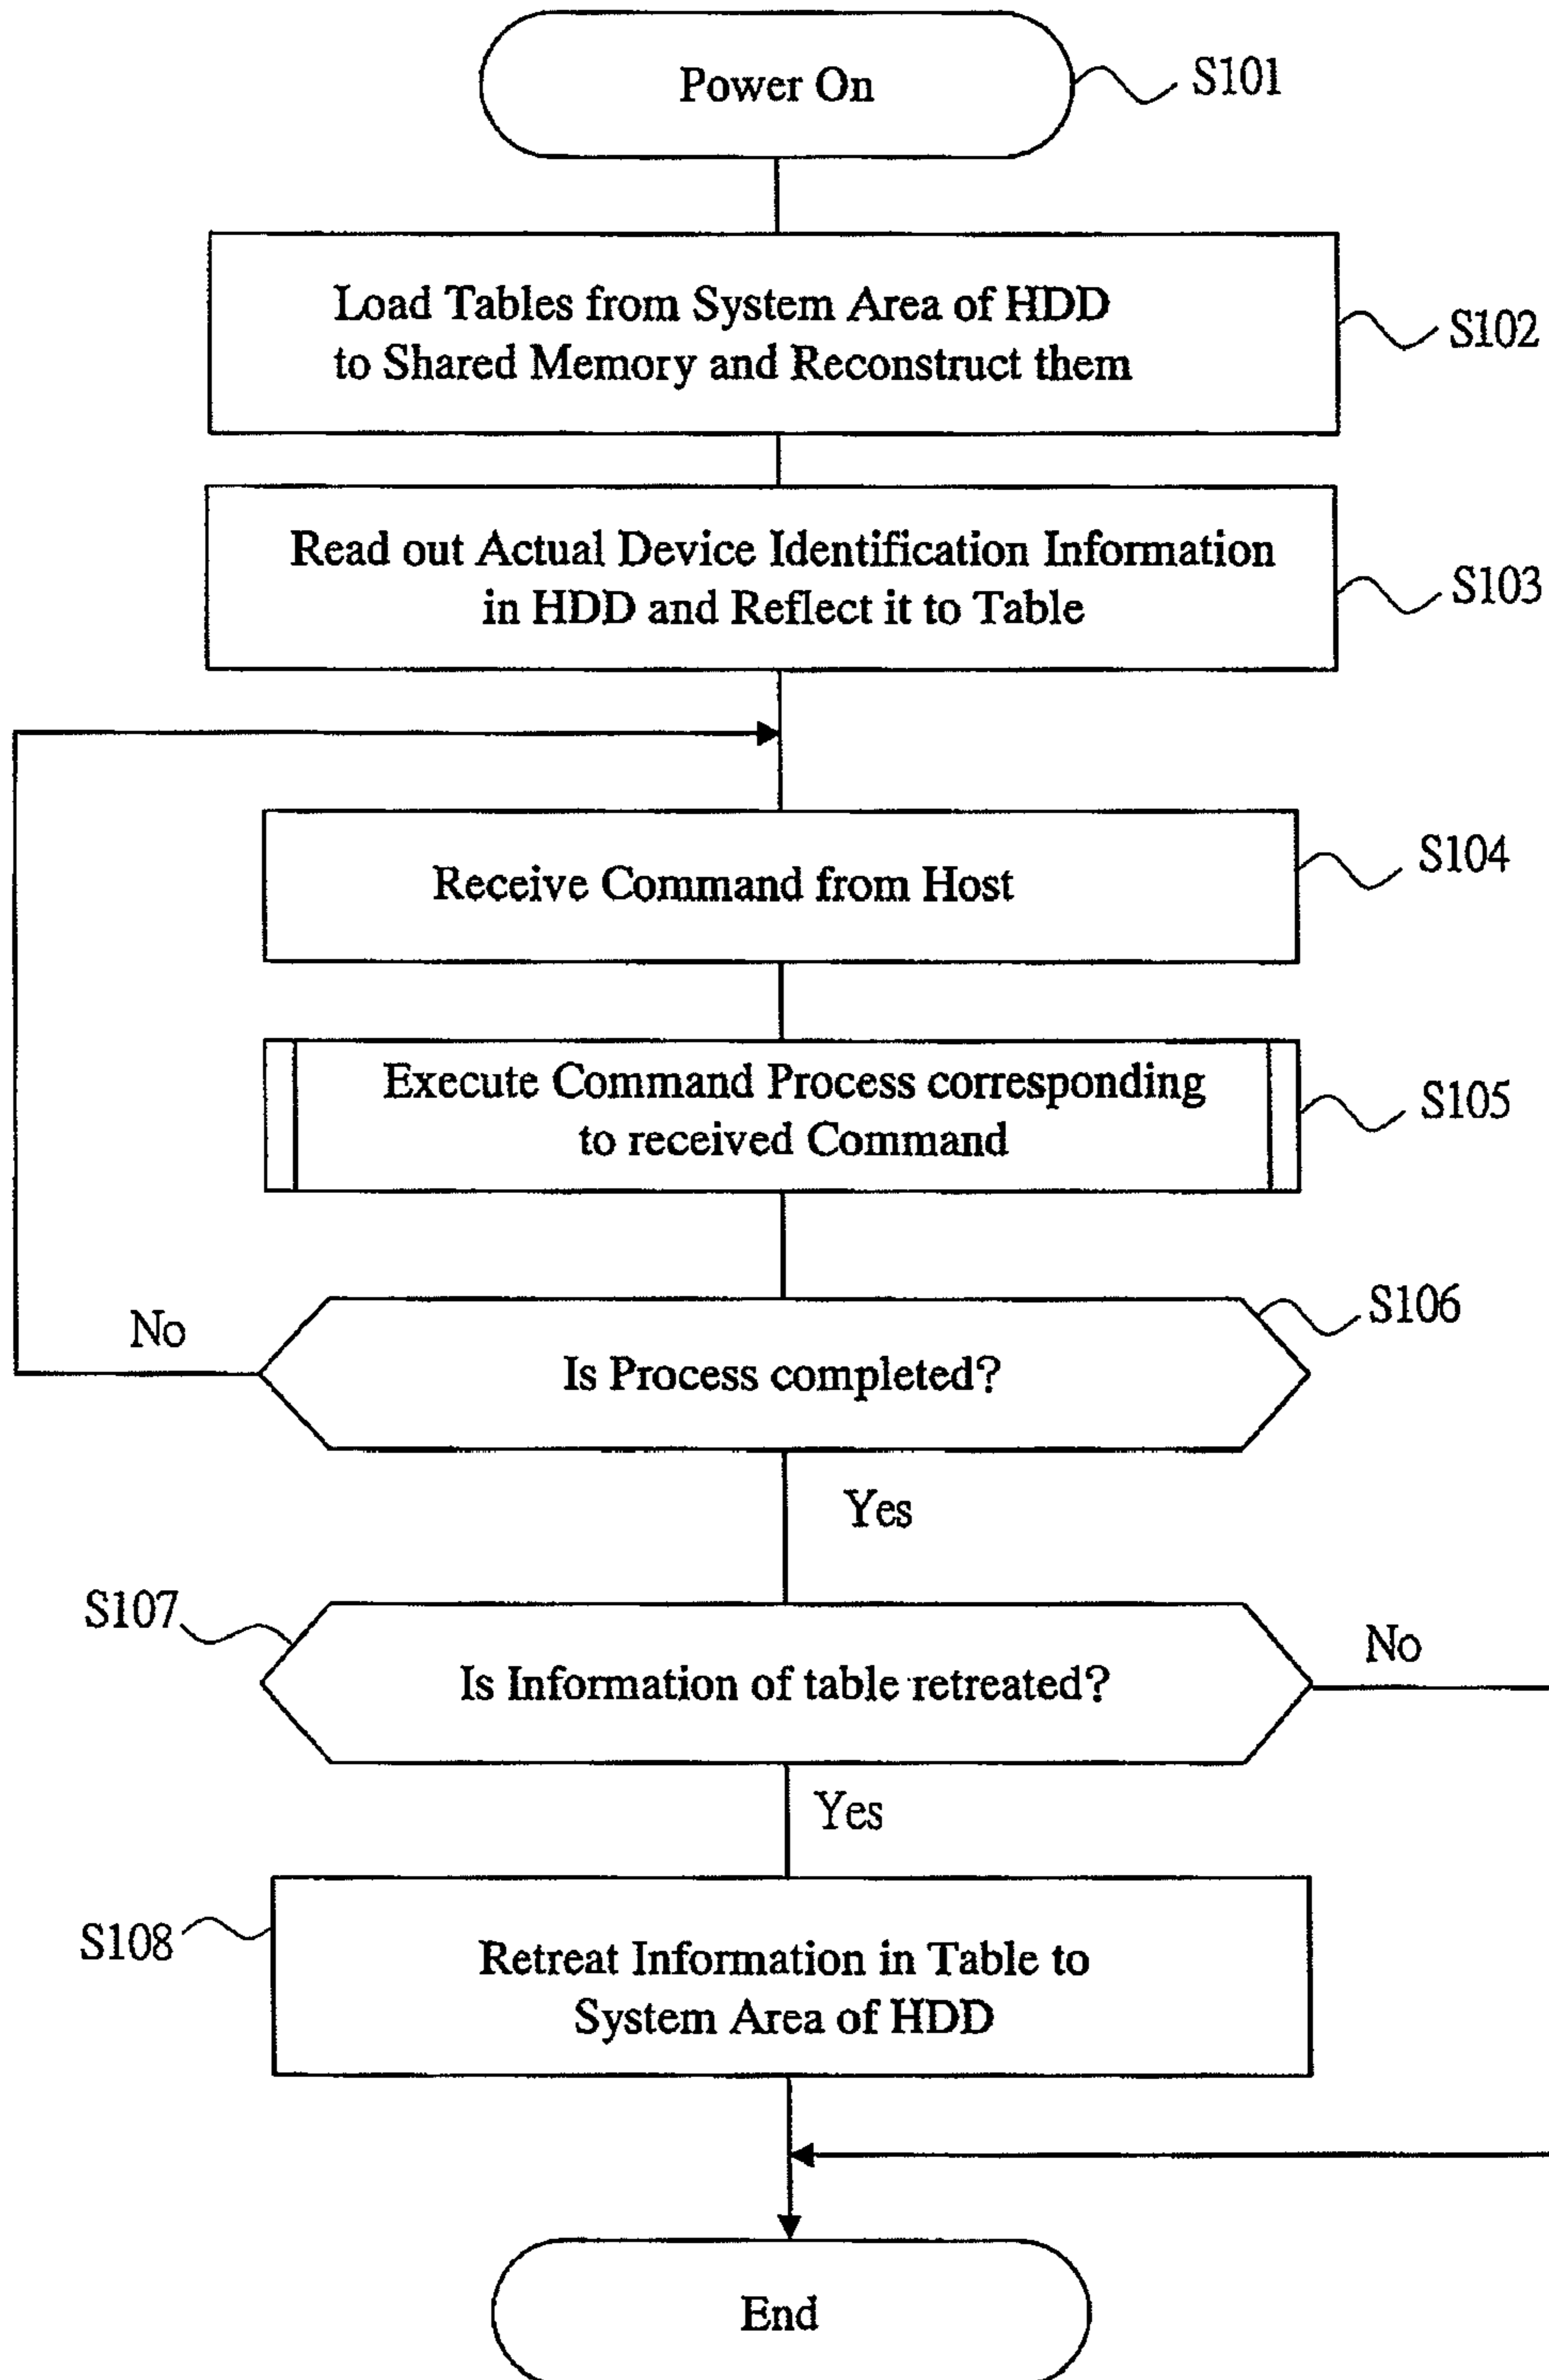 Power On
S101
Load Tables from System Area of HDD
to Shared Memory and Reconstruct them
S102
Read out Actual Device Identification Information
in HDD and Reflect it to Table
S103
Receive Command from Host
S104
Execute Command Process corresponding
to received Command
S105
S106
No
Is Process completed?
Yes
S107
No
Is Information of table retreated?
Yes
S108
Retreat Information in Table to
System Area of HDD
End